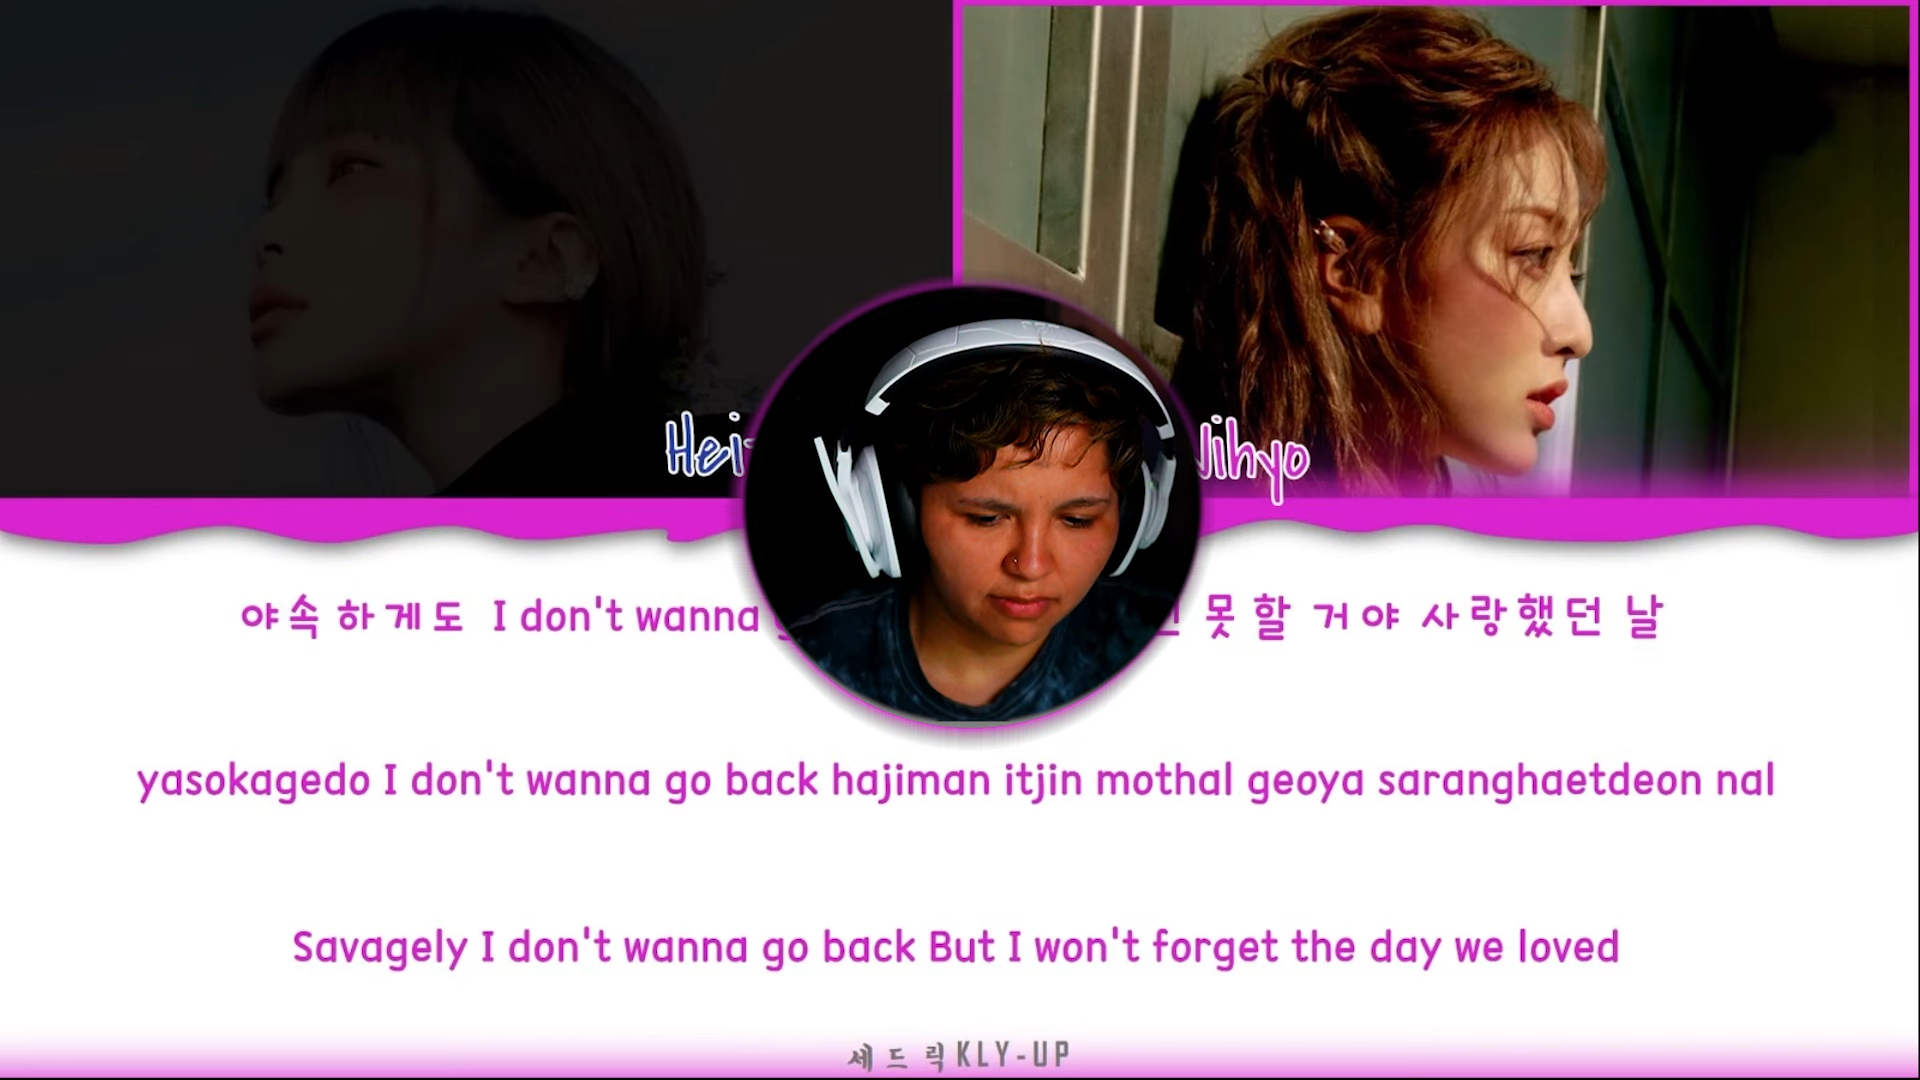 Jihyo
야속하게도 I don't wanna 못할 거야 사랑했던 날
yasokagedo I don't wanna go back hajiman itjin mothal geoya saranghaetdeon nal
Savagely I don't wanna go back But I won't forget the day we loved
세드릭KLY-UP